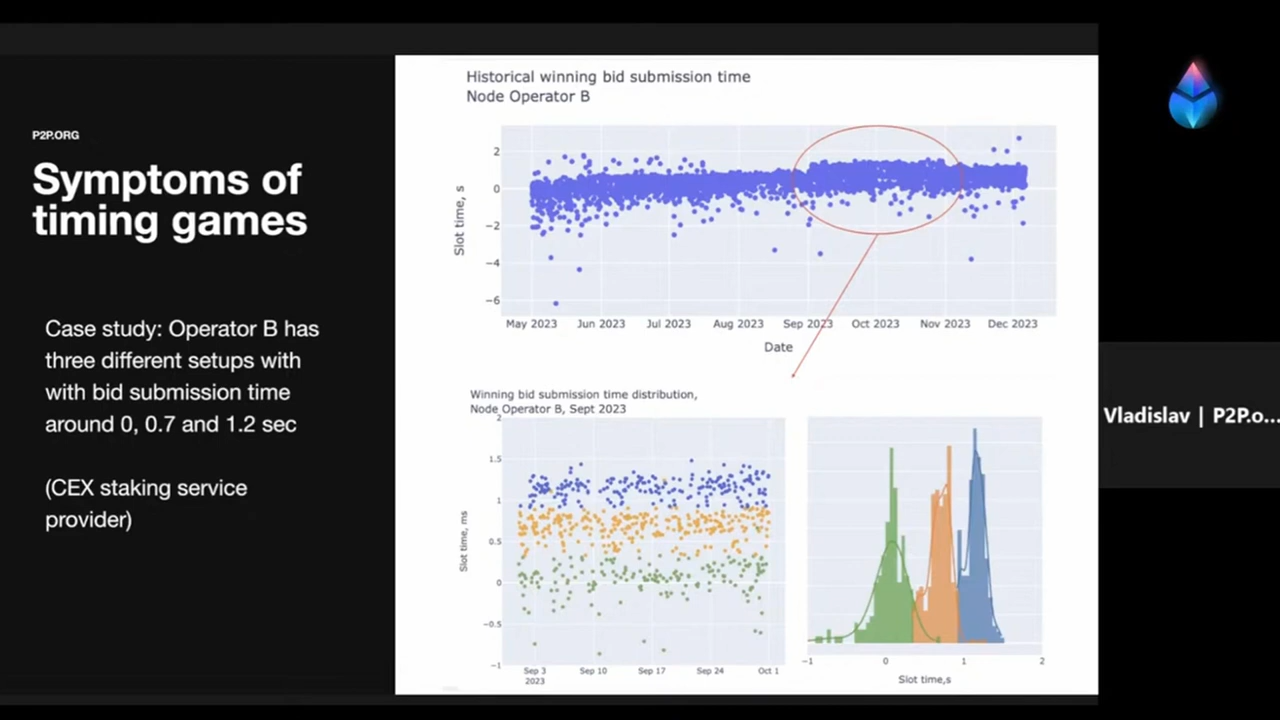 P2P.ORG
Symptoms of
timing games
Case study: Operator B has
three different setups with
with bid submission time
around 0, 0.7 and 1.2 sec
(CEX staking service
provider)
Historical winning bid submission time
Node Operator B
Slot time, s
2
0
−2
−4
−6
May 2023 Jun 2023 Jul 2023 Aug 2023 Sep 2023 Oct 2023 Nov 2023 Dec 2023
Date
Winning bid submission time distribution,
Node Operator B, Sept 2023
Slot time, ms
2
1.5
1
0.5
0
−0.5
−1
Sep 3 Sep 10 Sep 17 Sep 24 Oct 1
2023
−1 0 1 2
Slot time,s
Vladislav | P2P.o...